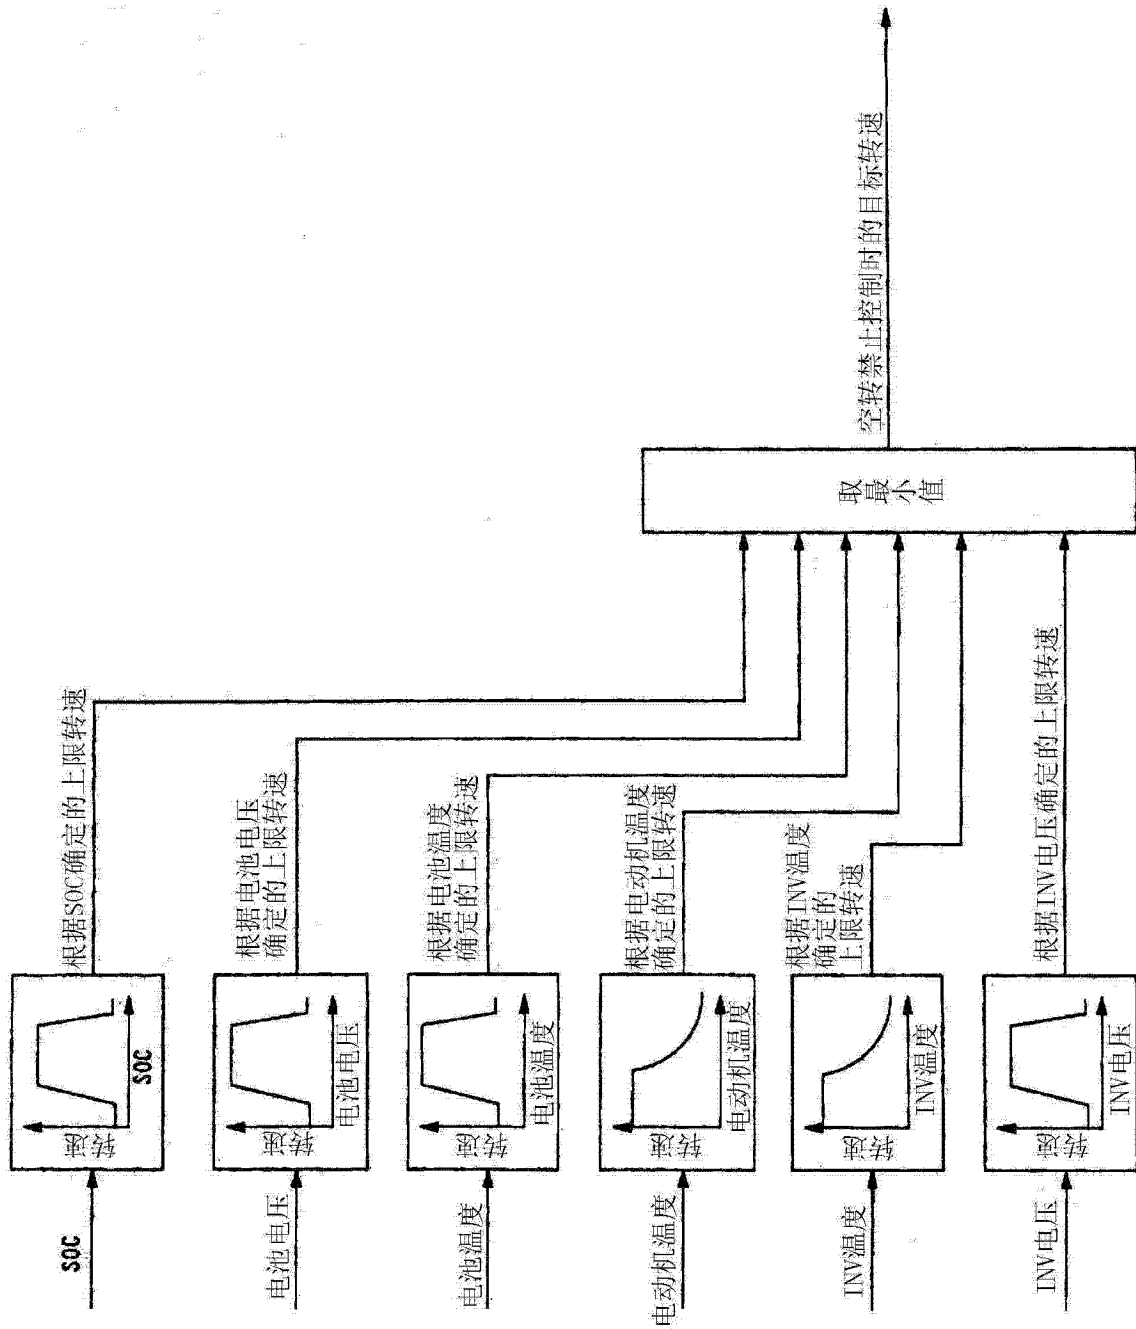 SOC
转速
SOC
根据SOC确定的上限转速
电池电压
转速
电池电压
根据电池电压
确定的上限转速
电池温度
转速
电池温度
根据电池温度
确定的上限转速
电动机温度
转速
电动机温度
根据电动机温度
确定的上限转速
INV温度
转速
INV温度
根据INV温度
确定的
上限转速
INV电压
转速
INV电压
根据INV电压确定的上限转速
取最小值
空转禁止控制时的目标转速